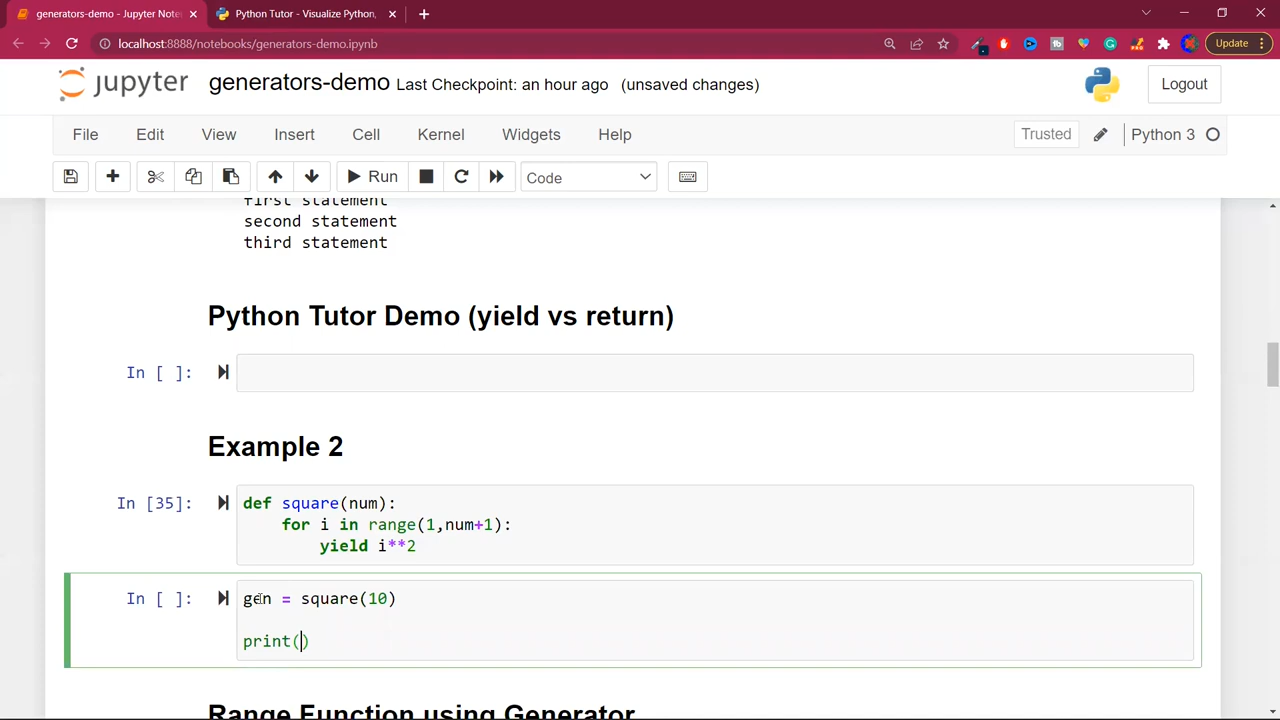 generators-demo - Jupyter Note
Python Tutor - Visualize Python,
localhost:8888/notebooks/generators-demo.ipynb
Update
jupyter
generators-demo Last Checkpoint: an hour ago (unsaved changes)
Logout
File Edit View Insert Cell Kernel Widgets Help
Trusted
Python 3
Run
Code
first statement
second statement
third statement
Python Tutor Demo (yield vs return)
In [ ]:
Example 2
In [35]:
def square(num):
for i in range(1,num+1):
yield i**2
In [ ]:
gen = square(10)
print()
Range Function using Generator